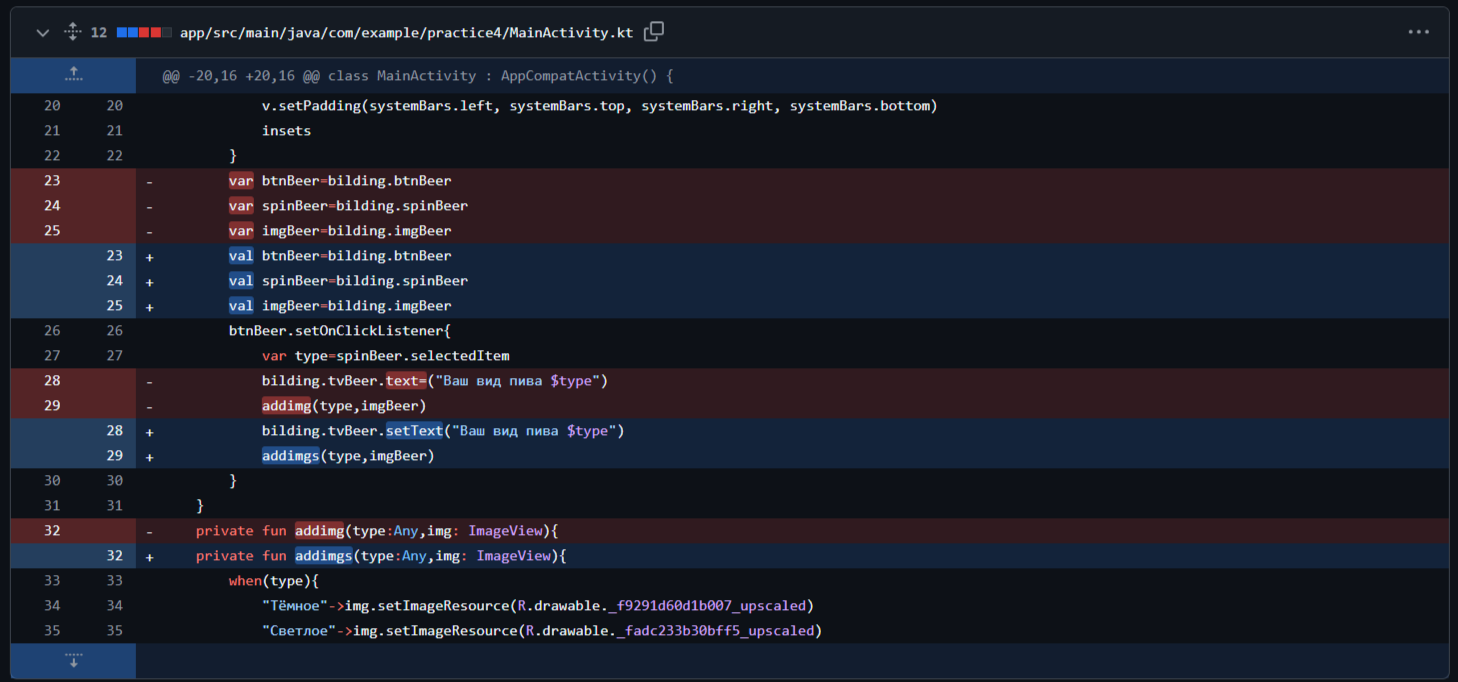 12 app/src/main/java/com/example/practice4/MainActivity.kt
@@ -20,16 +20,16 @@ class MainActivity : AppCompatActivity() {
20 20 v.setPadding(systemBars.left, systemBars.top, systemBars.right, systemBars.bottom)
21 21 insets
22 22 }
23 - var btnBeer=bilding.btnBeer
24 - var spinBeer=bilding.spinBeer
25 - var imgBeer=bilding.imgBeer
23 + val btnBeer=bilding.btnBeer
24 + val spinBeer=bilding.spinBeer
25 + val imgBeer=bilding.imgBeer
26 26 btnBeer.setOnClickListener{
27 27 var type=spinBeer.selectedItem
28 - bilding.tvBeer.text=("Ваш вид пива $type")
29 - addimg(type,imgBeer)
28 + bilding.tvBeer.setText("Ваш вид пива $type")
29 + addimgs(type,imgBeer)
30 30 }
31 31 }
32 - private fun addimg(type:Any,img: ImageView){
32 + private fun addimgs(type:Any,img: ImageView){
33 33 when(type){
34 34 "Тёмное"->img.setImageResource(R.drawable._f9291d60d1b007_upscaled)
35 35 "Светлое"->img.setImageResource(R.drawable._fadc233b30bff5_upscaled)